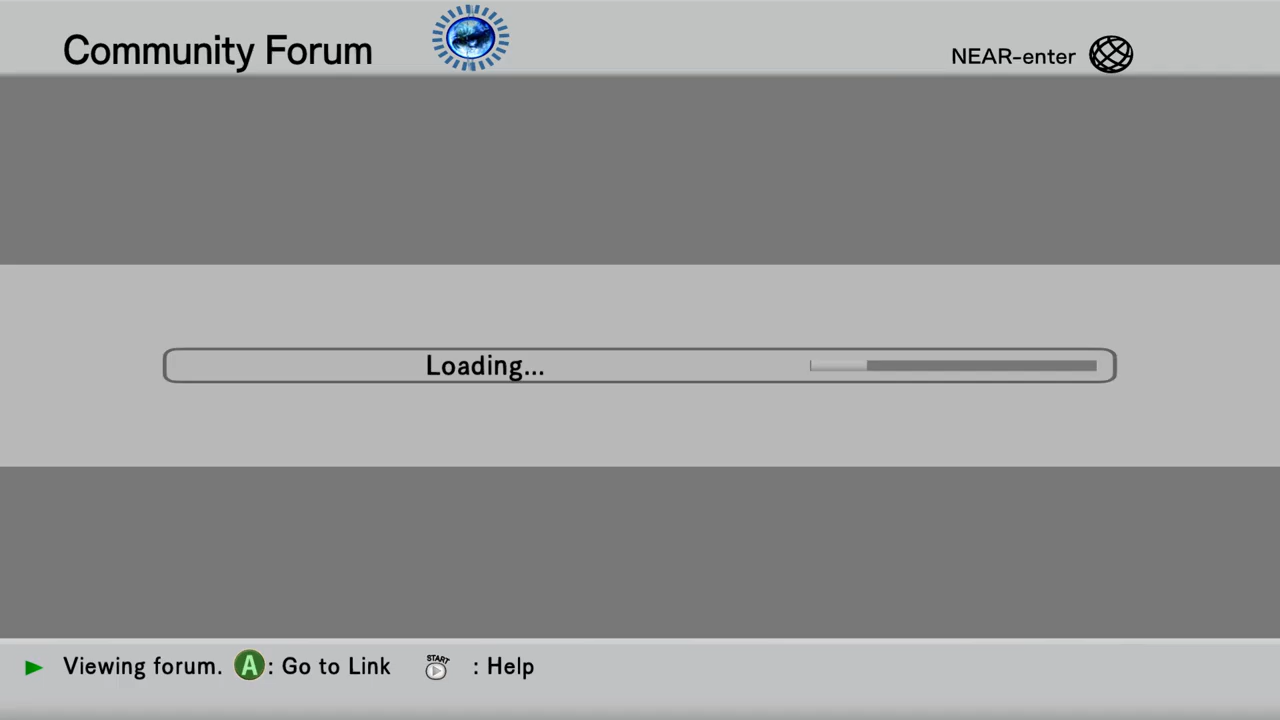 Community Forum
NEAR-enter
Loading...
Viewing forum. A : Go to Link START : Help